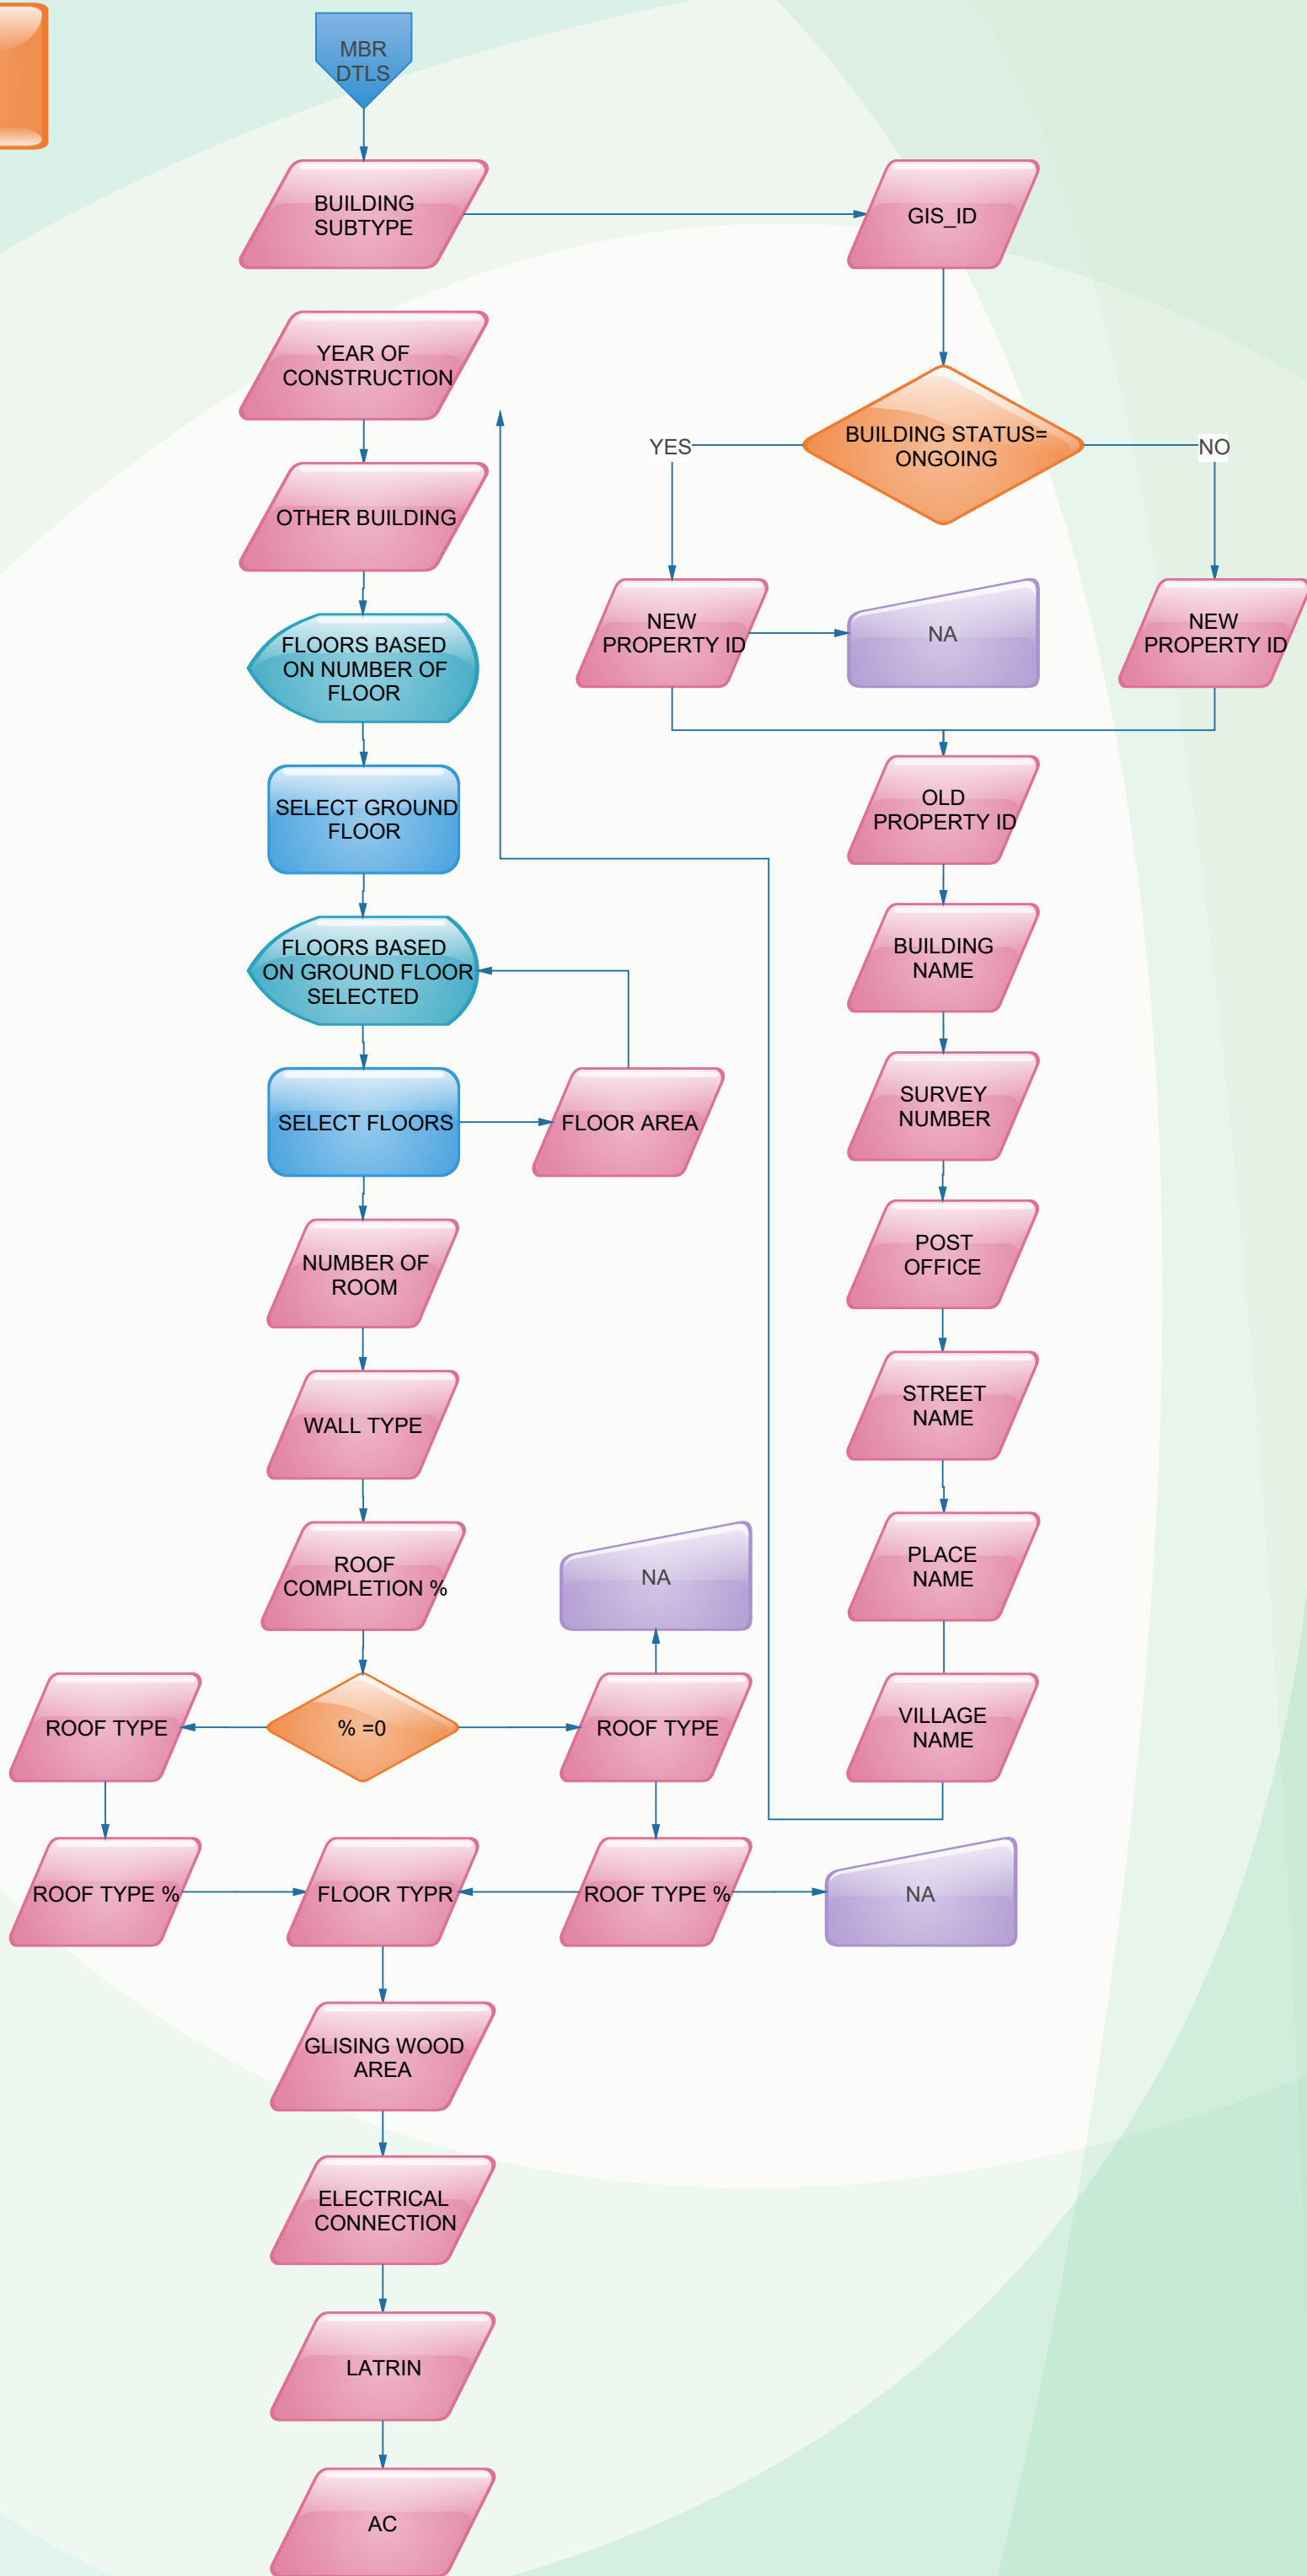 MBR
DTLS
BUILDING
SUBTYPE
GIS_ID
YEAR OF
CONSTRUCTION
BUILDING STATUS=
ONGOING
YES
NO
OTHER BUILDING
NEW
PROPERTY ID
NA
NEW
PROPERTY ID
FLOORS BASED
ON NUMBER OF
FLOOR
OLD
PROPERTY ID
SELECT GROUND
FLOOR
BUILDING
NAME
FLOORS BASED
ON GROUND FLOOR
SELECTED
SURVEY
NUMBER
SELECT FLOORS
FLOOR AREA
POST
OFFICE
NUMBER OF
ROOM
STREET
NAME
WALL TYPE
PLACE
NAME
ROOF
COMPLETION %
NA
VILLAGE
NAME
ROOF TYPE
% =0
ROOF TYPE
ROOF TYPE %
FLOOR TYPR
ROOF TYPE %
NA
GLISING WOOD
AREA
ELECTRICAL
CONNECTION
LATRIN
AC